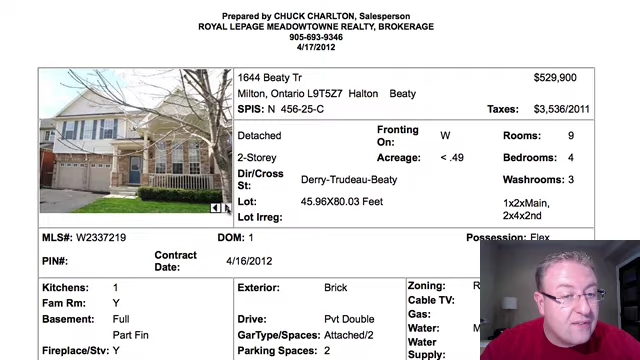 Prepared by CHUCK CHARLTON, Salesperson
ROYAL LEPAGE MEADOWTOWNE REALTY, BROKERAGE
905-693-9346
4/17/2012
1644 Beaty Tr $529,900
Milton, Ontario L9T5Z7 Halton Beaty
SPIS: N 456-25-C Taxes: $3,536/2011
Detached Fronting On: W Rooms: 9
2-Storey Acreage: < .49 Bedrooms: 4
Dir/Cross St: Derry-Trudeau-Beaty Washrooms: 3
Lot: 45.96X80.03 Feet 1x2xMain,
Lot Irreg: 2x4x2nd
MLS#: W2337219 DOM: 1 Possession: Flex
PIN#: Contract Date: 4/16/2012
Kitchens: 1 Exterior: Brick Zoning:
Fam Rm: Y Cable TV:
Basement: Full Drive: Pvt Double Gas:
Part Fin GarType/Spaces: Attached/2 Water:
Fireplace/Stv: Y Parking Spaces: 2 Water Supply: